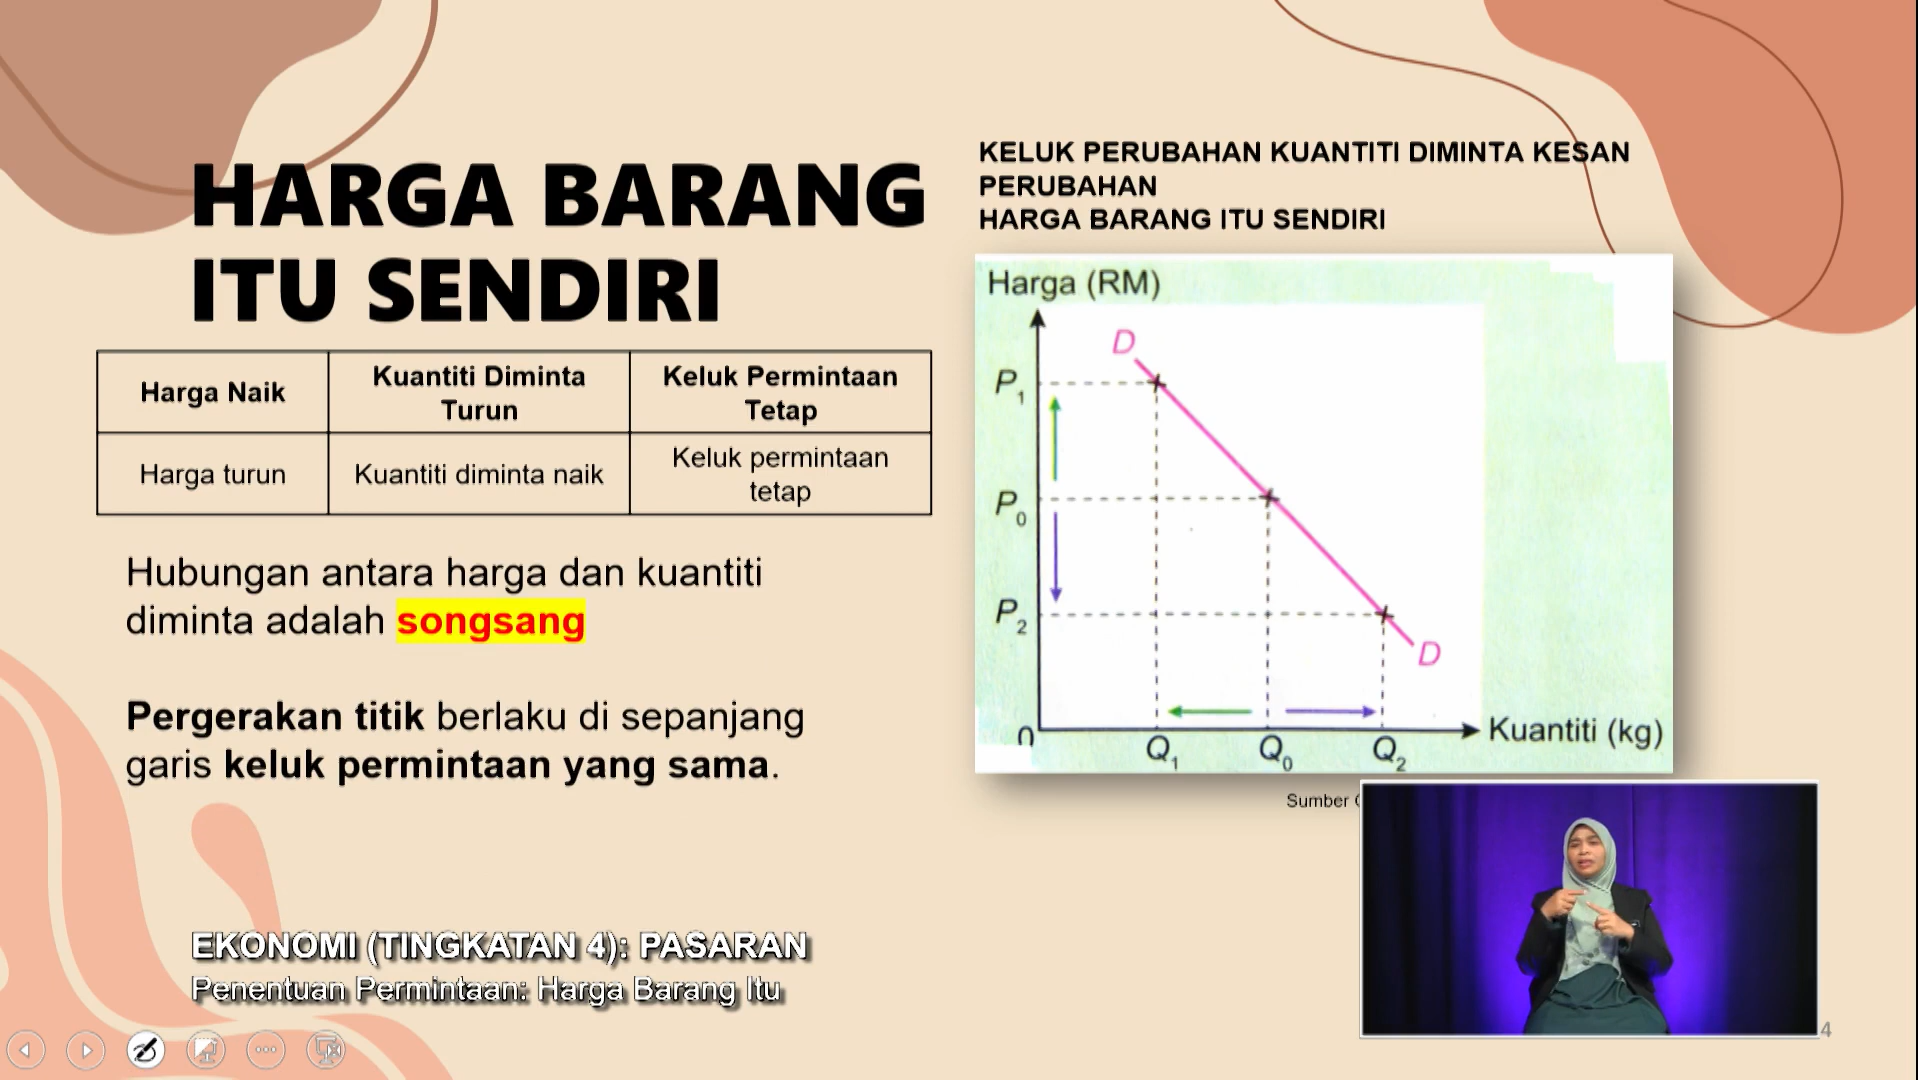 HARGA BARANG
ITU SENDIRI
Harga Naik
Kuantiti Diminta
Turun
Keluk Permintaan
Tetap
Harga turun
Kuantiti diminta naik
Keluk permintaan
tetap
Hubungan antara harga dan kuantiti
diminta adalah songsang
Pergerakan titik berlaku di sepanjang
garis keluk permintaan yang sama.
KELUK PERUBAHAN KUANTITI DIMINTA KESAN
PERUBAHAN
HARGA BARANG ITU SENDIRI
Harga (RM)
D
P1
P0
P2
D
0
Q1
Q0
Q2
Kuantiti (kg)
Sumber
EKONOMI (TINGKATAN 4): PASARAN
Penentuan Permintaan: Harga Barang Itu
4